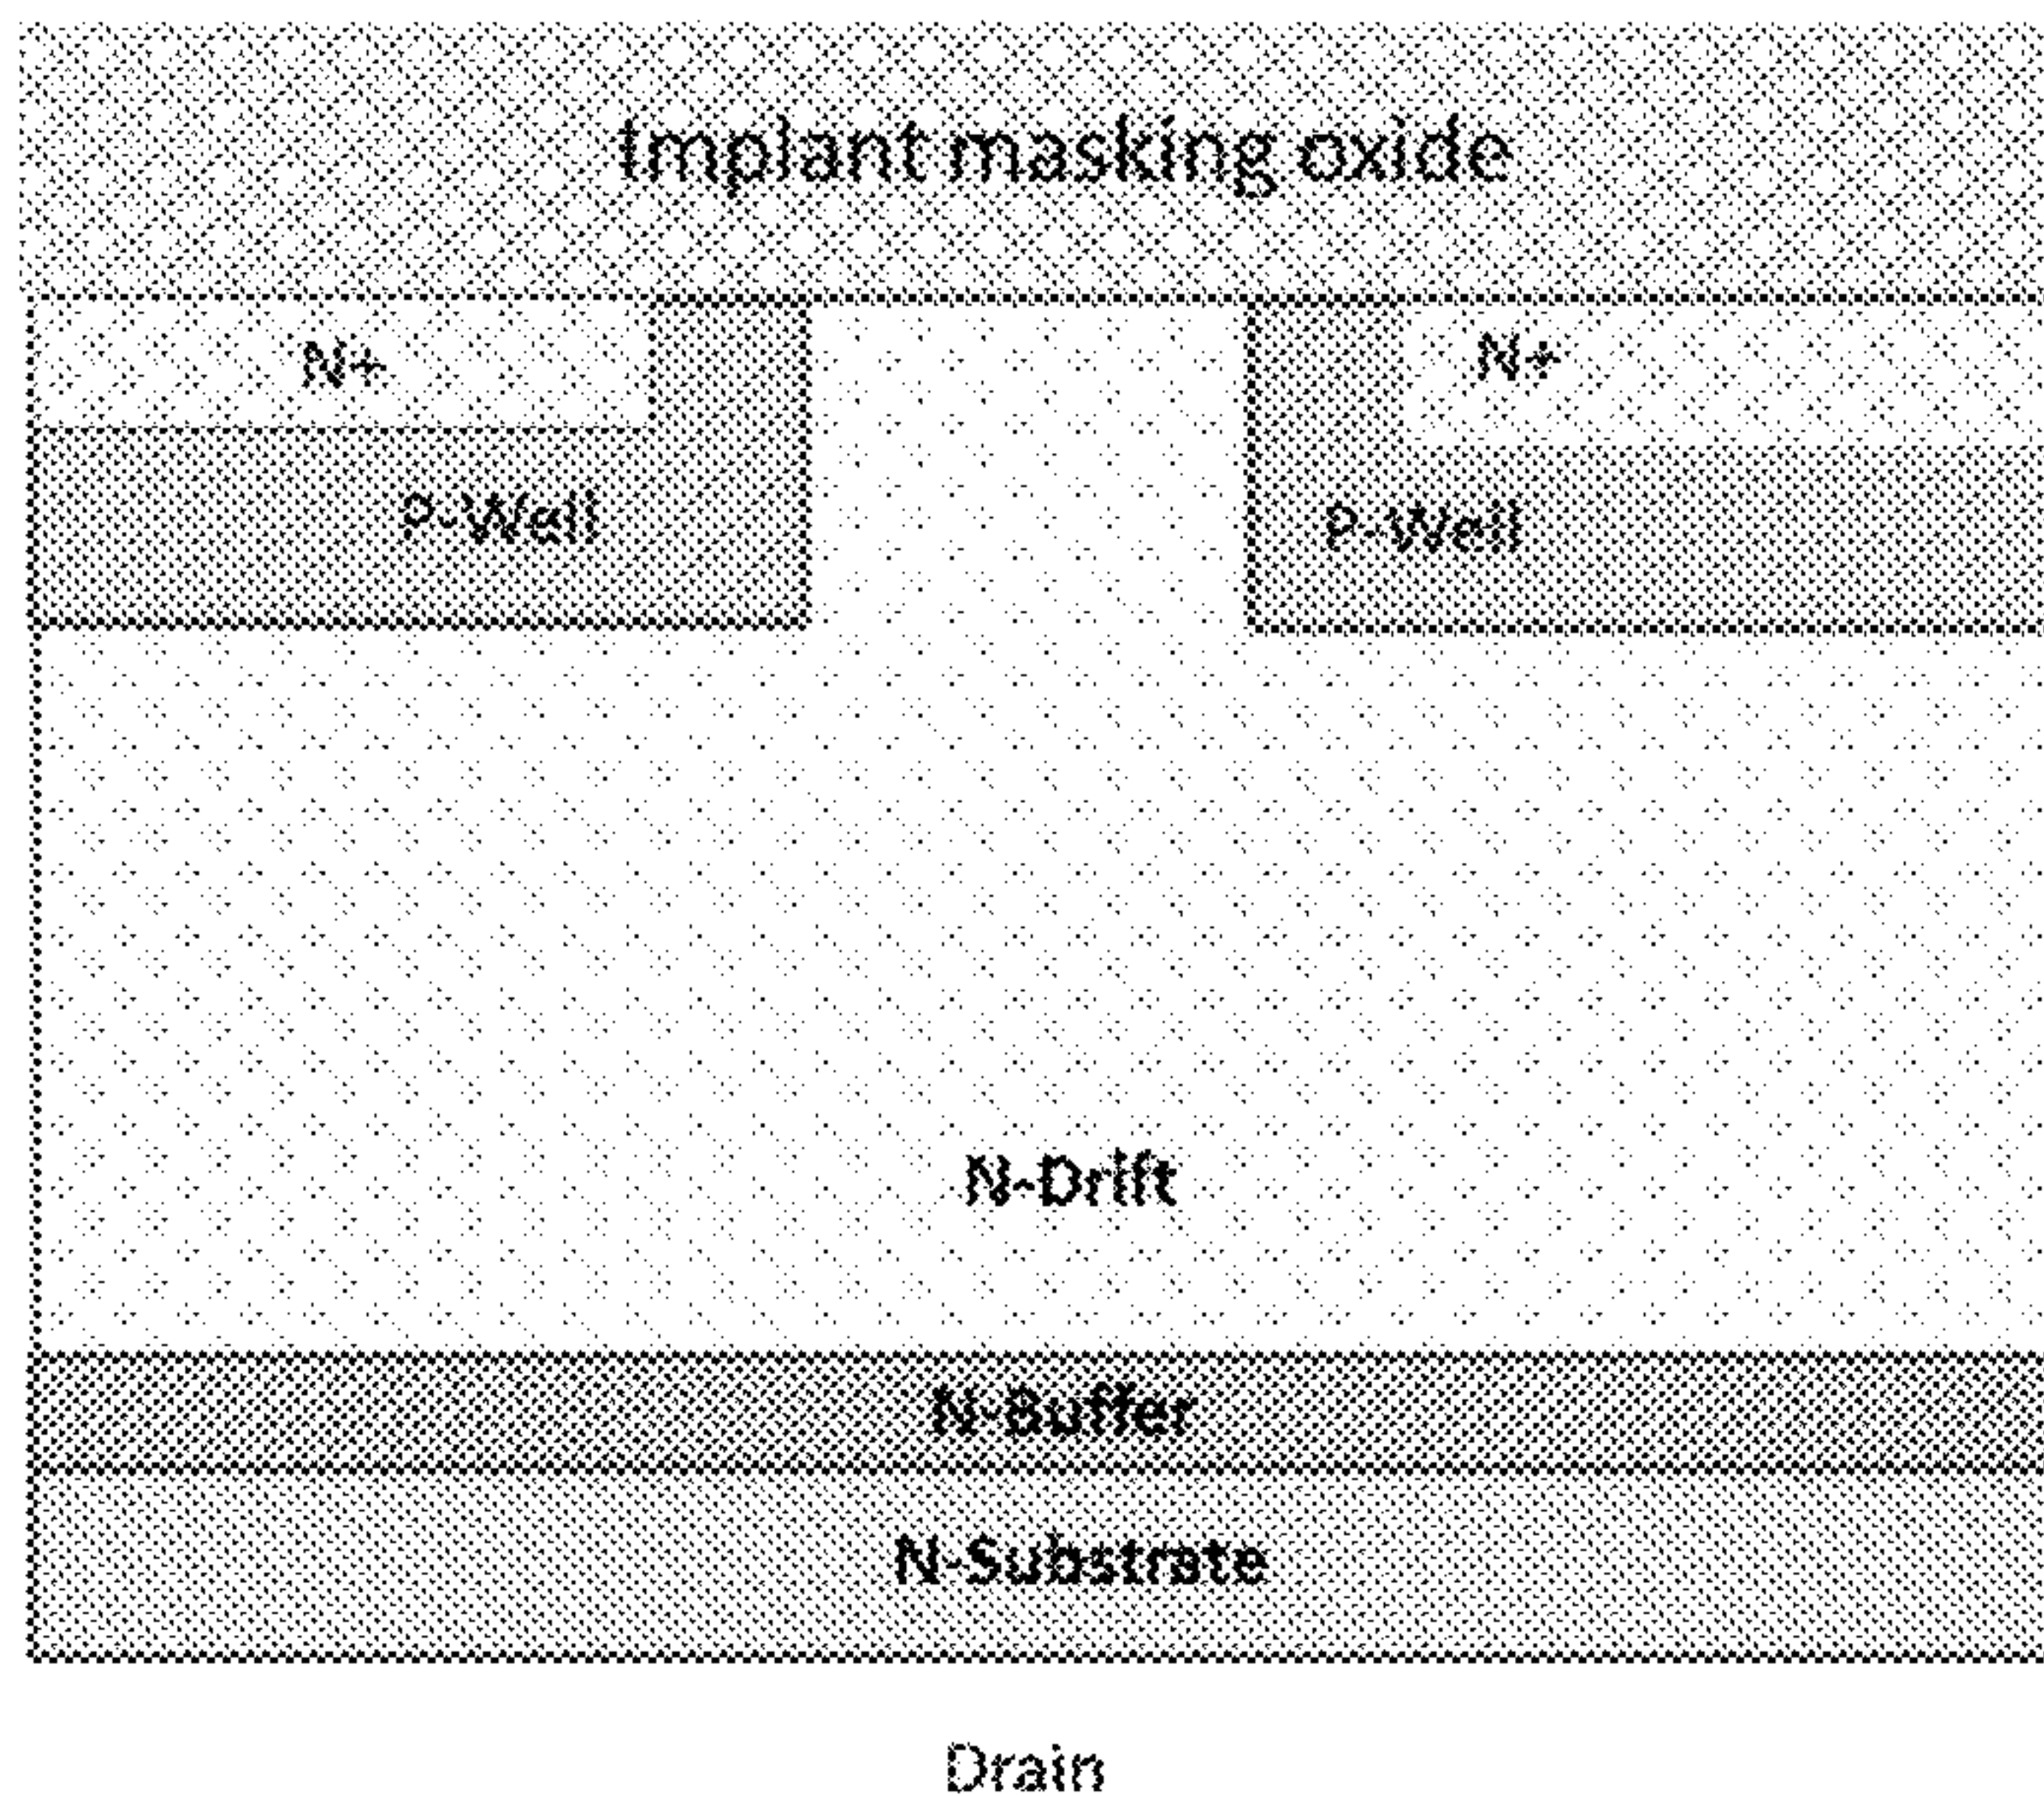 Implant masking oxide
N+ N+
P-Well P-Well
N-Drift
N-Buffer
N-Substrate
Drain